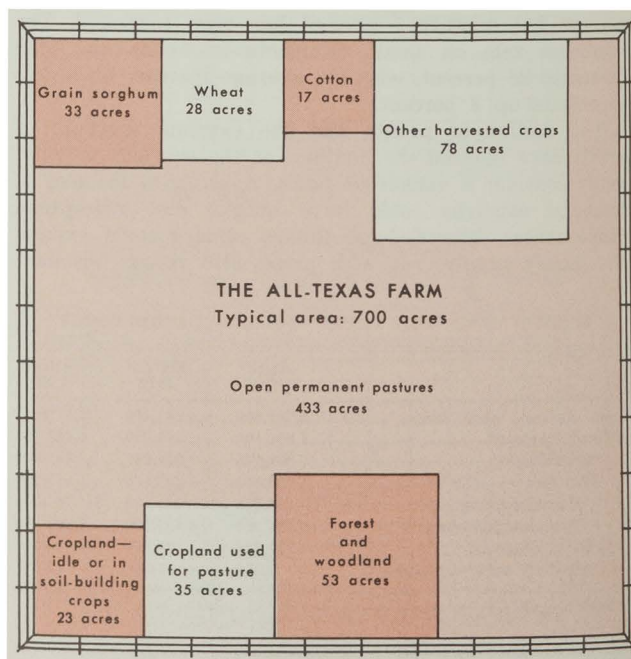 Grain sorghum
33 acres
Wheat
28 acres
Cotton
17 acres
Other harvested crops
78 acres
THE ALL-TEXAS FARM
Typical area: 700 acres
Open permanent pastures
433 acres
Cropland—
idle or in
soil-building
crops
23 acres
Cropland used
for pasture
35 acres
Forest
and
woodland
53 acres